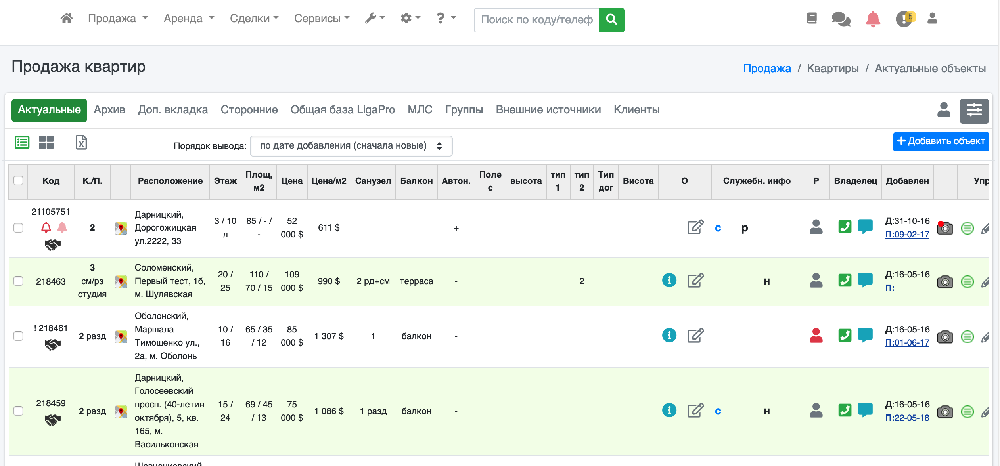 Продажа Аренда Сделки Сервисы Поиск по коду/телеф 5
Продажа квартир
Продажа / Квартиры / Актуальные объекты
Актуальные Архив Доп. вкладка Сторонние Общая база LigaPro МЛС Группы Внешние источники Клиенты
Порядок вывода: по дате добавления (сначала новые)
+ Добавить объект
Код К./П. Расположение Этаж Площ, м2 Цена Цена/м2 Санузел Балкон Автон. Поле с высота тип 1 тип 2 Тип дог Висота О Служебн. инфо Р Владелец Добавлен Упр
21105751
2
Дарницкий,
Дорогожицкая
ул.2222, 33
3 / 10
л
85 / - /
-
52
000 $
611 $
+
с р
Д:31-10-16
П:09-02-17
218463
3
см/рз
студия
Соломенский,
Первый тест, 1б,
м. Шулявская
20 /
25
110 /
70 / 15
109
000 $
990 $
2 рд+см
терраса
-
2
н
Д:16-05-16
П:
! 218461
2 разд
Оболонский,
Маршала
Тимошенко ул.,
2а, м. Оболонь
10 /
16
65 / 35
/ 12
85
000 $
1 307 $
1
балкон
-
Д:16-05-16
П:01-06-17
218459
2 разд
Дарницкий,
Голосеевский
просп. (40-летия
октября), 5, кв.
165, м.
Васильковская
15 /
24
69 / 45
/ 13
75
000 $
1 086 $
1 разд
балкон
-
с н
Д:16-05-16
П:22-05-18